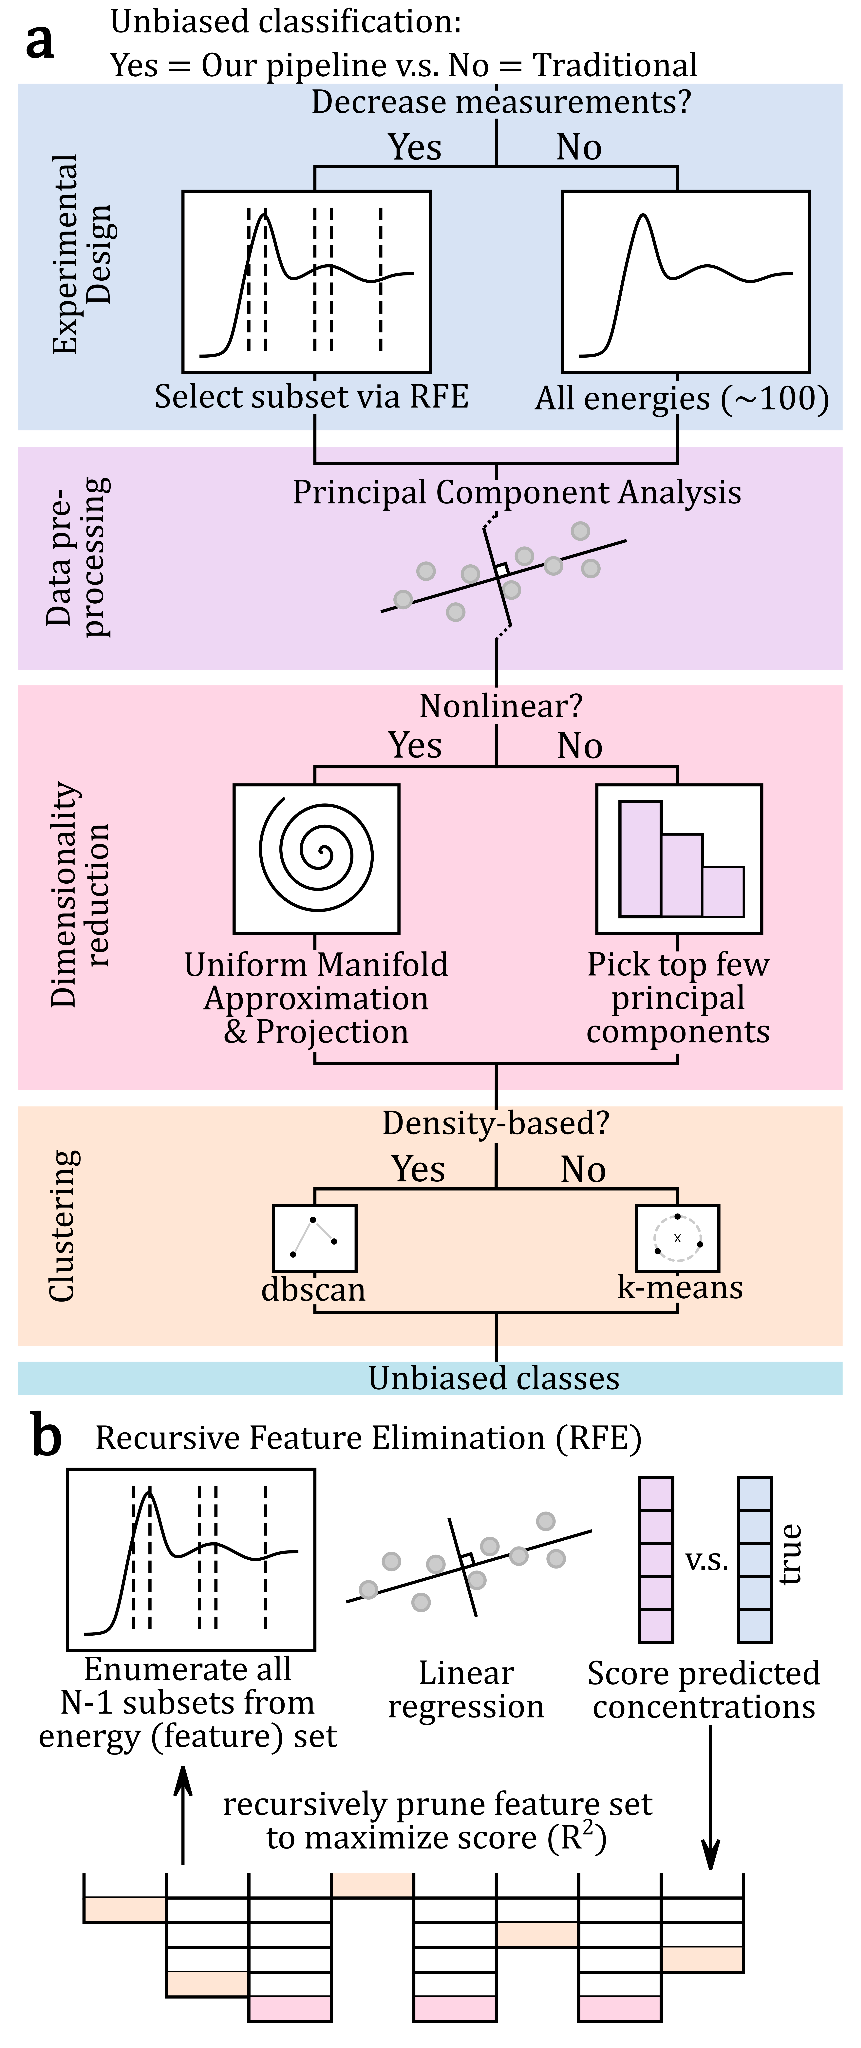 a
Unbiased classification:
Yes = Our pipeline v.s. No = Traditional
Decrease measurements?
Yes
No
Experimental
Design
Select subset via RFE
All energies (~100)
Data pre-
processing
Principal Component Analysis
Nonlinear?
Yes
No
Dimensionality
reduction
Uniform Manifold
Approximation
& Projection
Pick top few
principal
components
Density-based?
Yes
No
Clustering
x
dbscan
k-means
Unbiased classes
b
Recursive Feature Elimination (RFE)
v.s.
true
Enumerate all
N-1 subsets from
energy (feature) set
Linear
regression
Score predicted
concentrations
recursively prune feature set
to maximize score (R²)